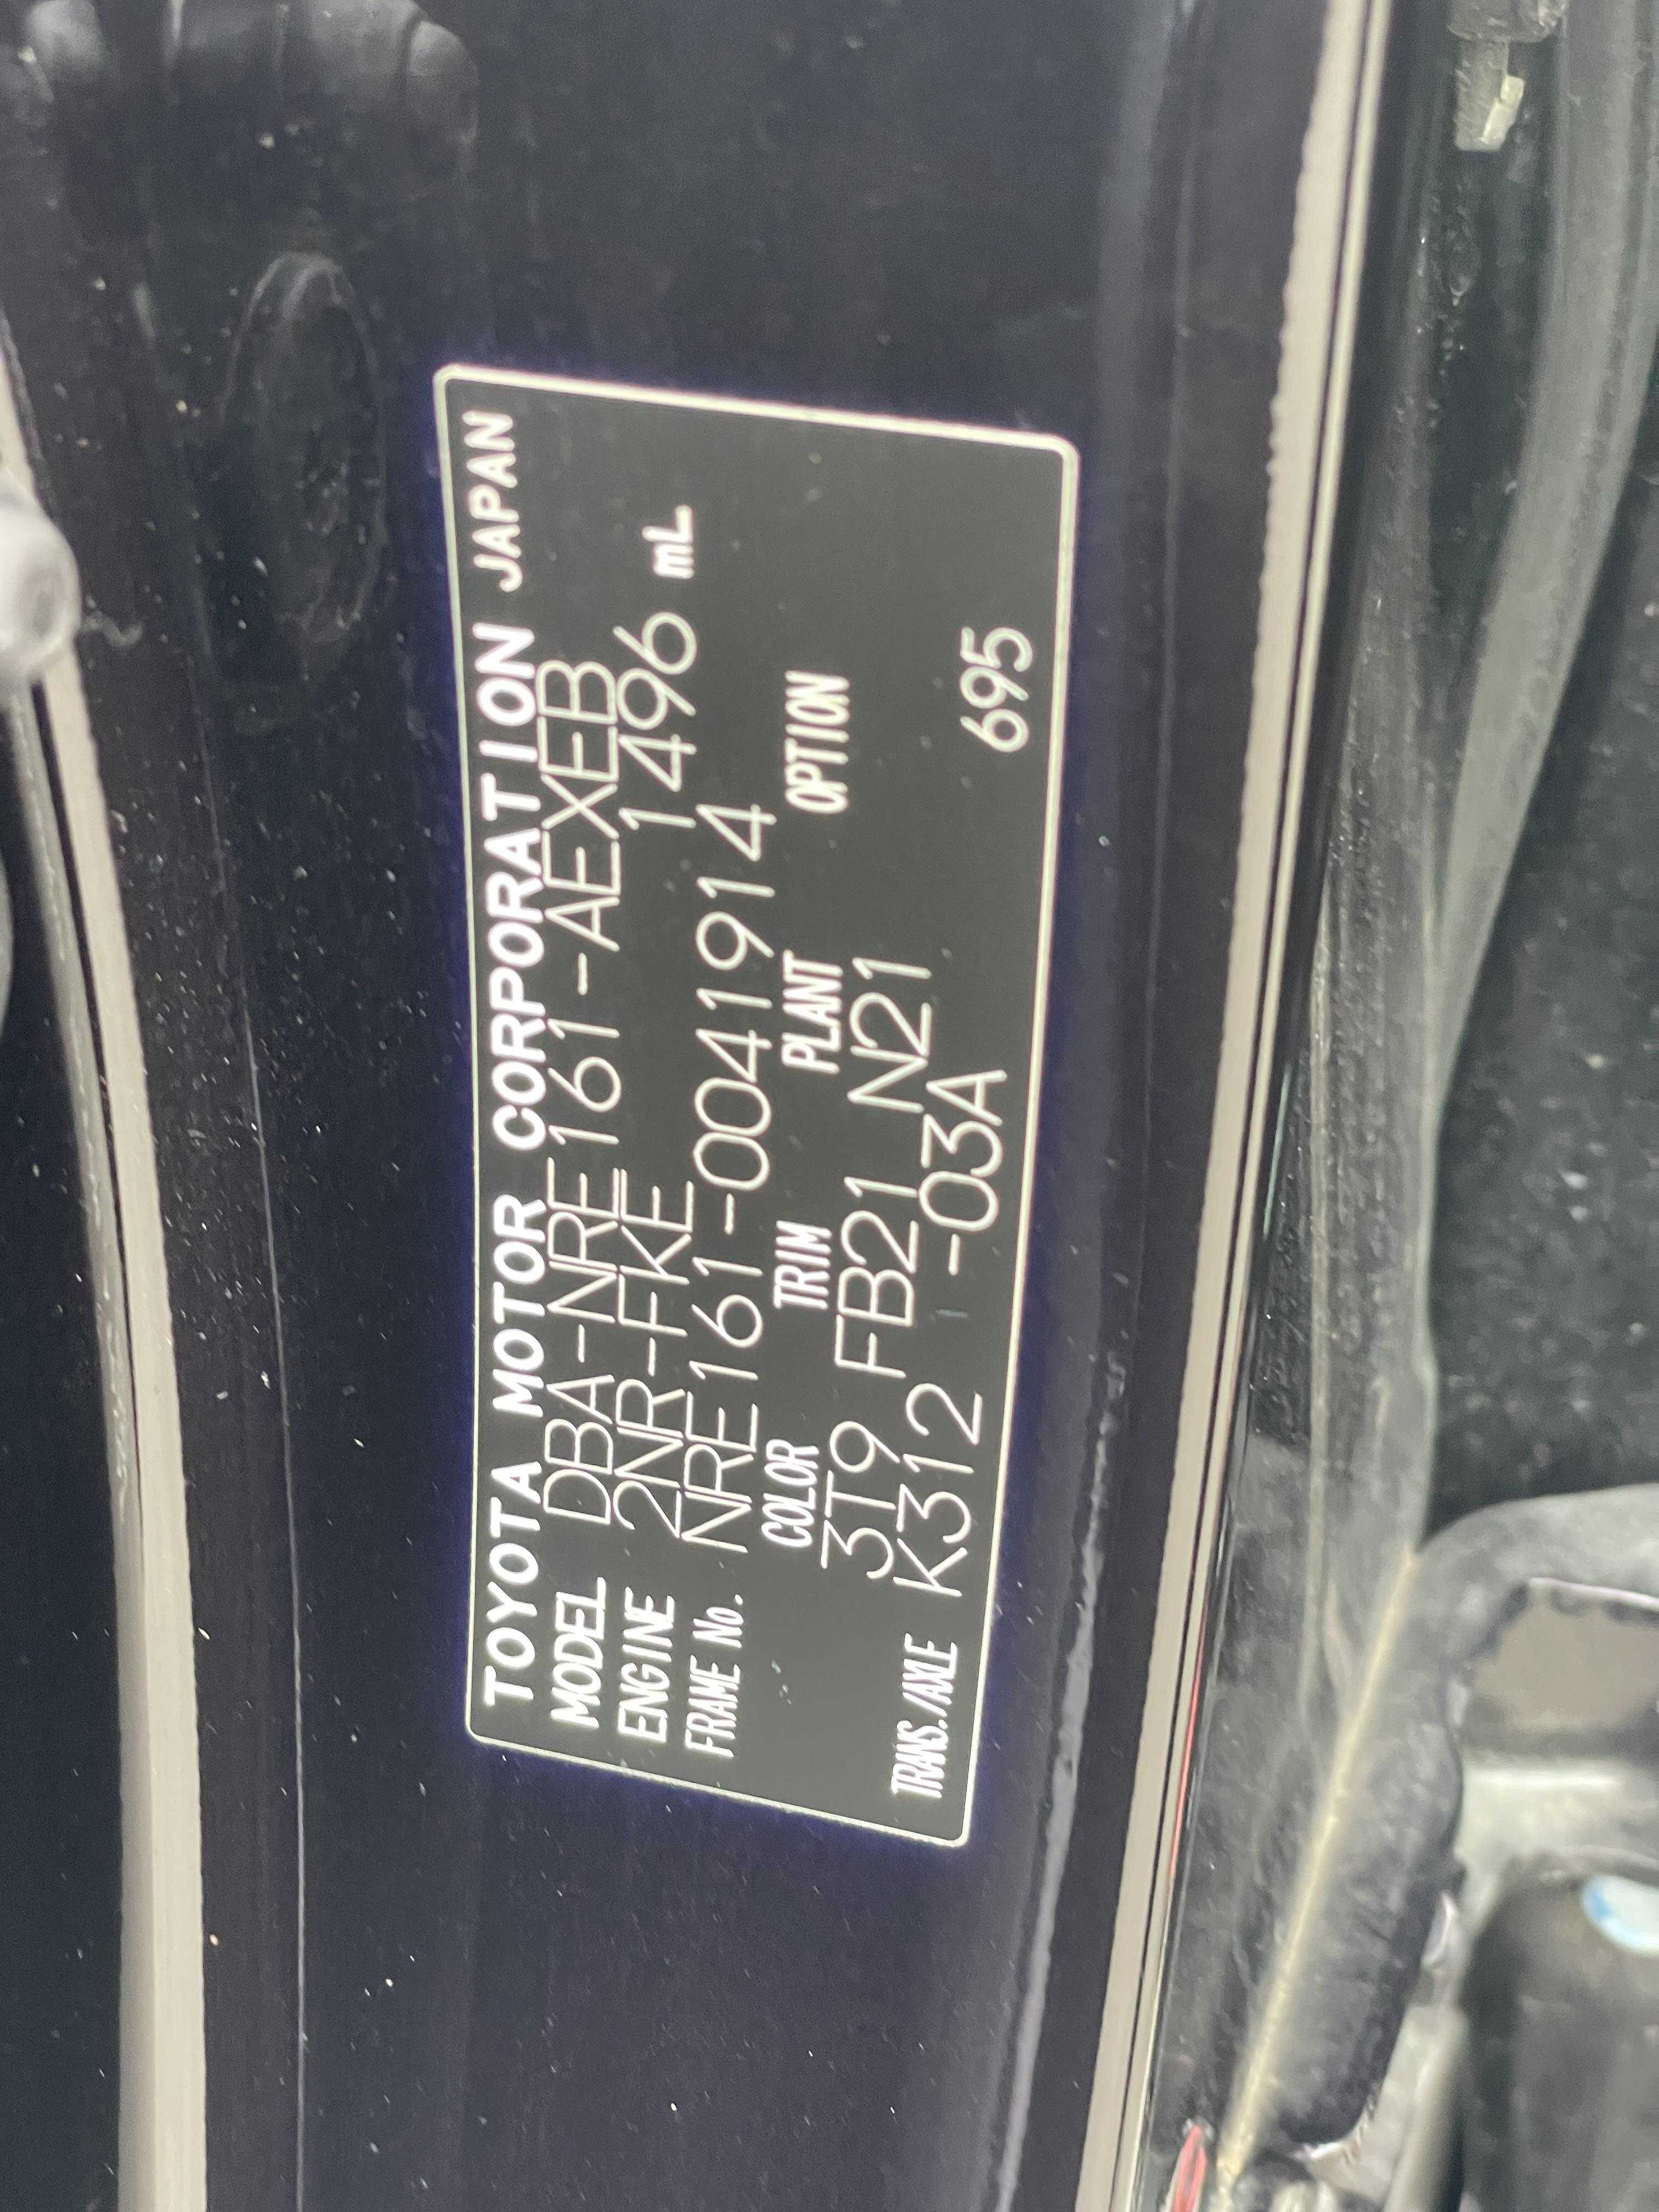 TOYOTA MOTOR CORPORATION JAPAN
MODEL DBA-NRE161-AEXEB
ENGINE 2NR-FKE 1496 mL
FRAME No. NRE161-0041914
COLOR TRIM PLANT OPTION
3T9 FB21 N21
TRANS./AXLE K312 -03A 695